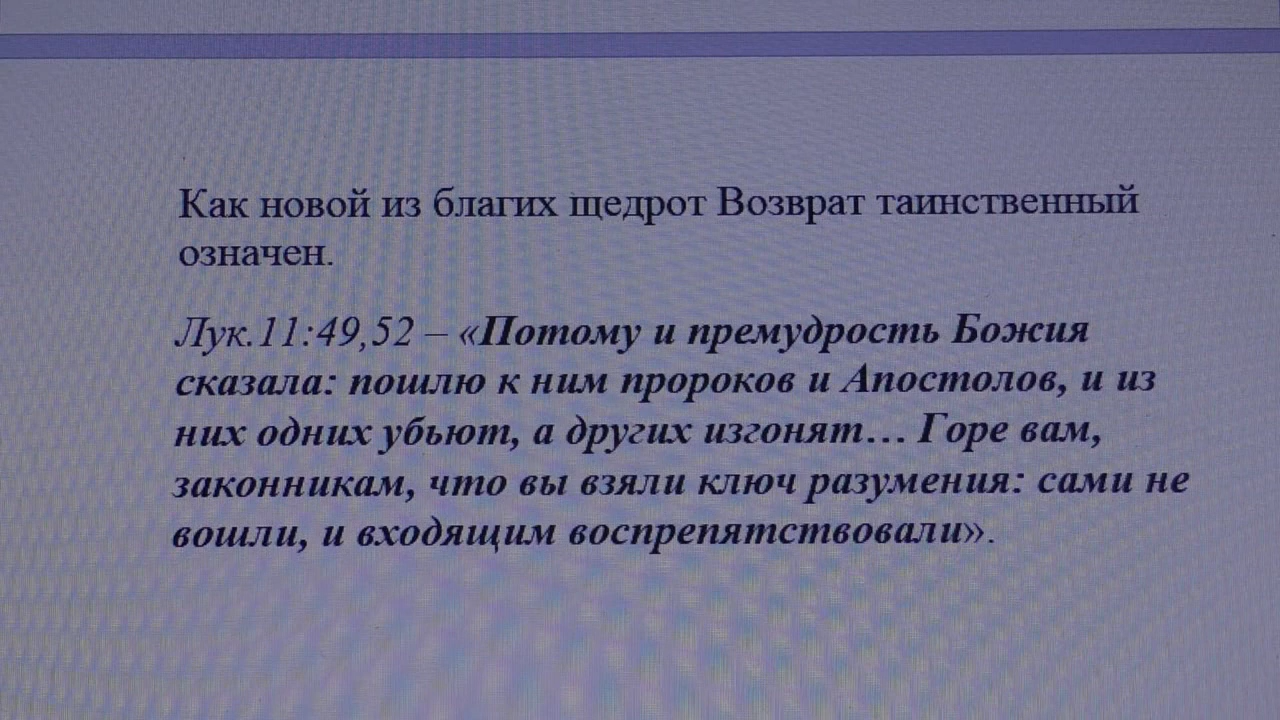 Как новой из благих щедрот Возврат таинственный
означен.
Лук.11:49,52 – «Потому и премудрость Божия
сказала: пошлю к ним пророков и Апостолов, и из
них одних убьют, а других изгонят… Горе вам,
законникам, что вы взяли ключ разумения: сами не
вошли, и входящим воспрепятствовали».